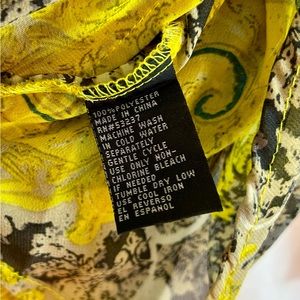 100% POLYESTER
MADE IN CHINA
RN#53237
MACHINE WASH
IN COLD WATER
SEPARATELY
GENTLE CYCLE
USE ONLY NON-
CHLORINE BLEACH
IF NEEDED
TUMBLE DRY LOW
USE COOL IRON
EL REVERSO
EN ESPANOL